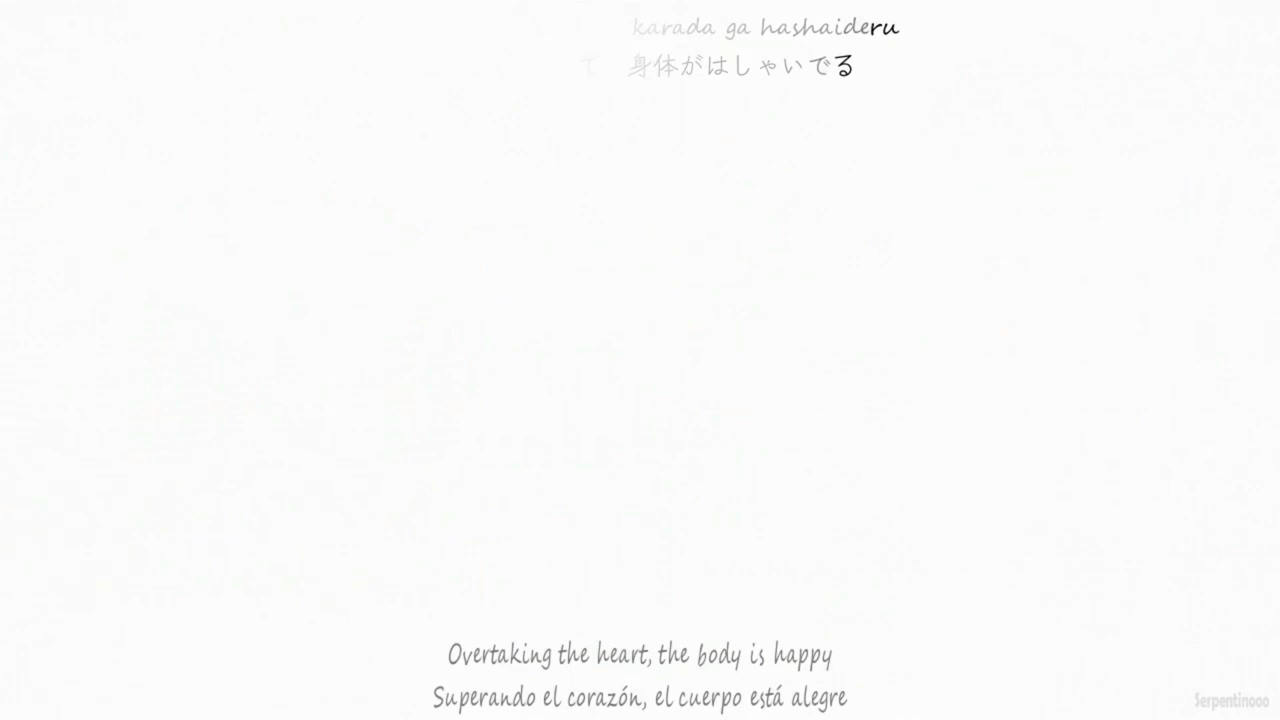 karada ga hashaideru
て 身体がはしゃいでる
Overtaking the heart, the body is happy
Superando el corazón, el cuerpo está alegre
Serpentinooo